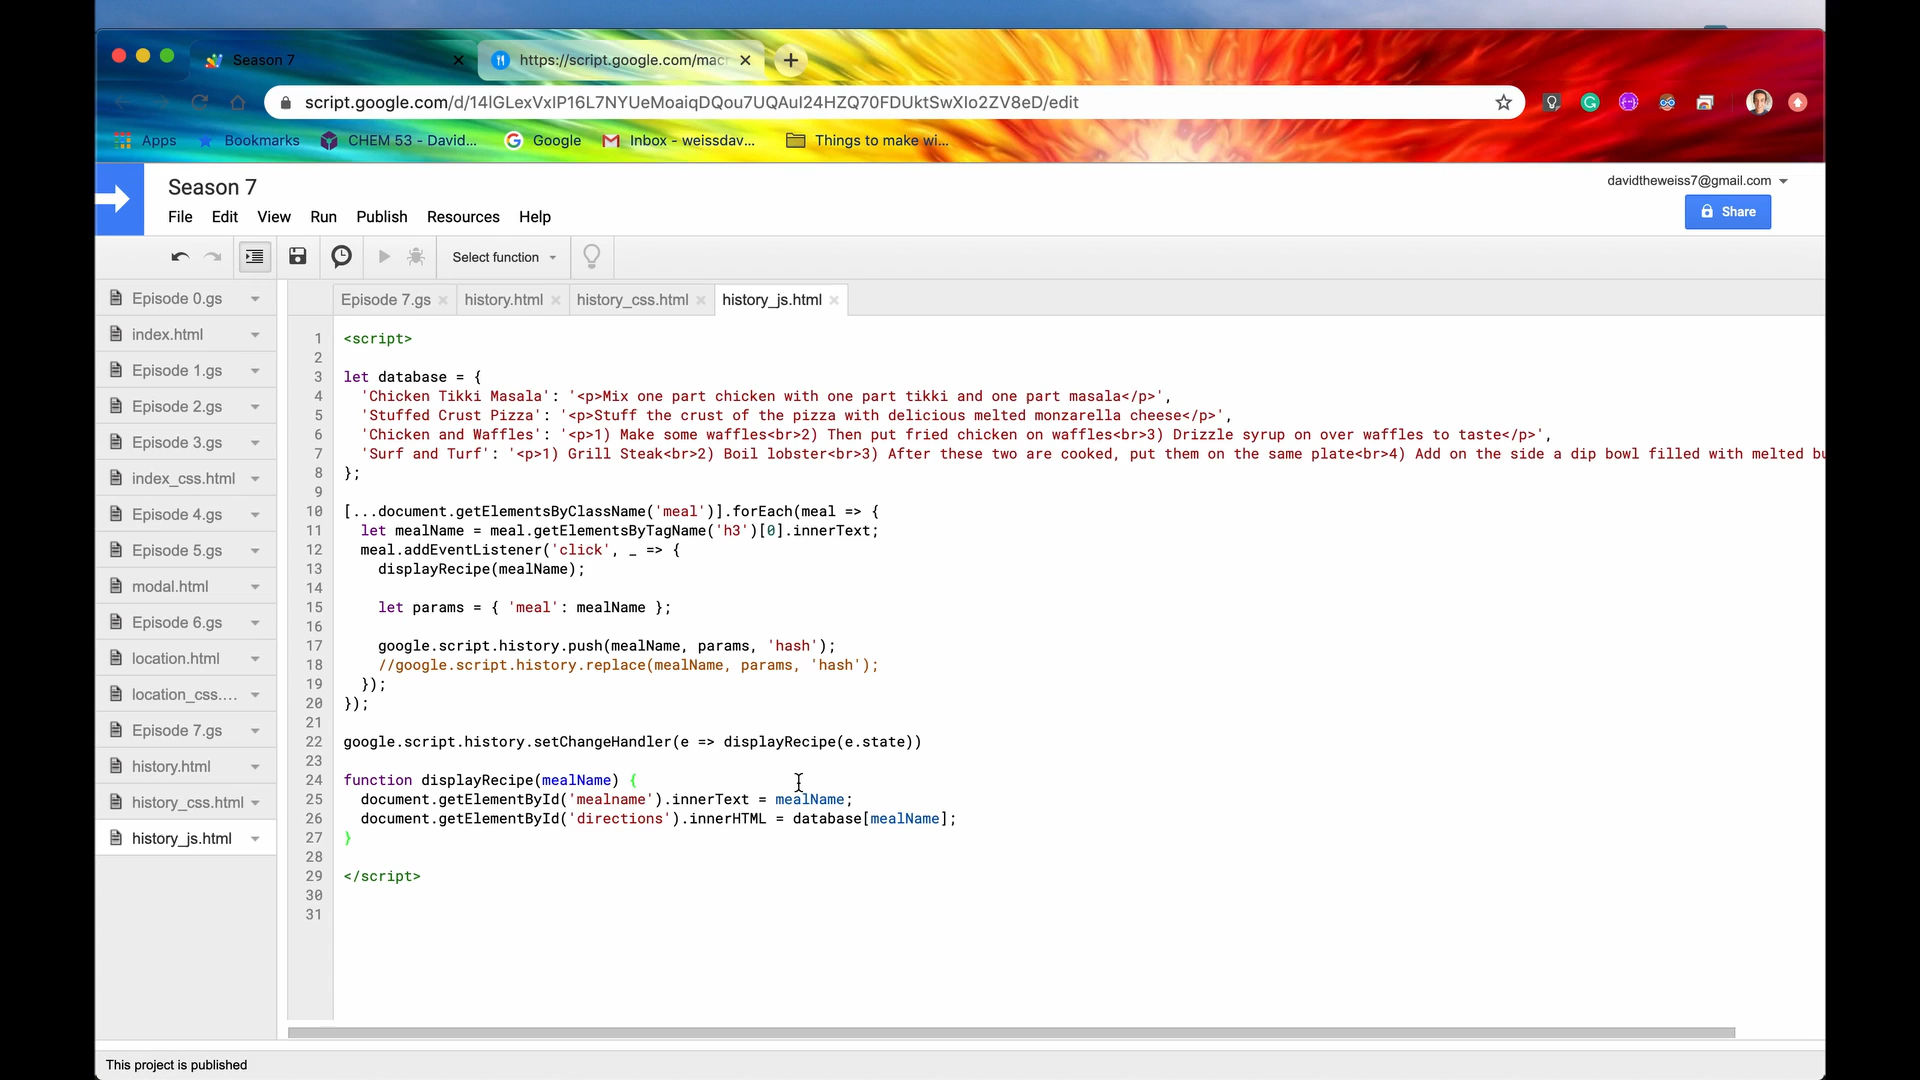 Season 7
https://script.google.com/mac
script.google.com/d/14lGLexVxIP16L7NYUeMoaiqDQou7UQAuI24HZQ70FDUktSwXIo2ZV8eD/edit
Apps Bookmarks CHEM 53 - David... Google Inbox - weissdav... Things to make wi...
Season 7
davidtheweiss7@gmail.com
File Edit View Run Publish Resources Help
Share
Select function
Episode 0.gs
index.html
Episode 1.gs
Episode 2.gs
Episode 3.gs
index_css.html
Episode 4.gs
Episode 5.gs
modal.html
Episode 6.gs
location.html
location_css....
Episode 7.gs
history.html
history_css.html
history_js.html
Episode 7.gs history.html history_css.html history_js.html
1 <script>
2
3 let database = {
4 'Chicken Tikki Masala': '<p>Mix one part chicken with one part tikki and one part masala</p>',
5 'Stuffed Crust Pizza': '<p>Stuff the crust of the pizza with delicious melted monzarella cheese</p>',
6 'Chicken and Waffles': '<p>1) Make some waffles<br>2) Then put fried chicken on waffles<br>3) Drizzle syrup on over waffles to taste</p>',
7 'Surf and Turf': '<p>1) Grill Steak<br>2) Boil lobster<br>3) After these two are cooked, put them on the same plate<br>4) Add on the side a dip bowl filled with melted bu
8 };
9
10 [...document.getElementsByClassName('meal')].forEach(meal => {
11 let mealName = meal.getElementsByTagName('h3')[0].innerText;
12 meal.addEventListener('click', _ => {
13 displayRecipe(mealName);
14
15 let params = { 'meal': mealName };
16
17 google.script.history.push(mealName, params, 'hash');
18 //google.script.history.replace(mealName, params, 'hash');
19 });
20 });
21
22 google.script.history.setChangeHandler(e => displayRecipe(e.state))
23
24 function displayRecipe(mealName) {
25 document.getElementById('mealname').innerText = mealName;
26 document.getElementById('directions').innerHTML = database[mealName];
27 }
28
29 </script>
30
31
This project is published